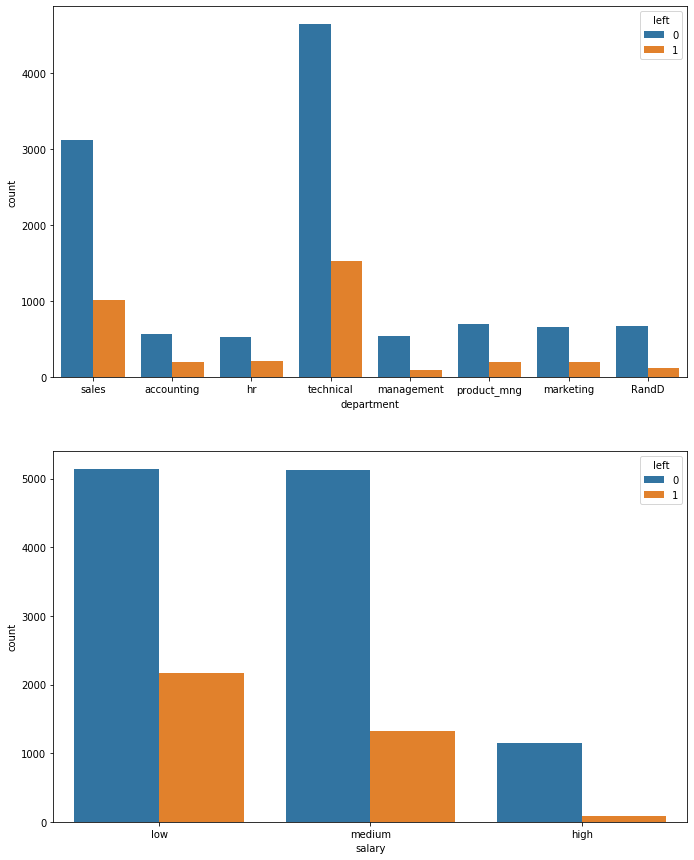 left
0
1
4000
3000
2000
1000
0
count
sales accounting hr technical management product_mng marketing RandD
department
left
0
1
5000
4000
3000
2000
1000
0
count
low medium high
salary